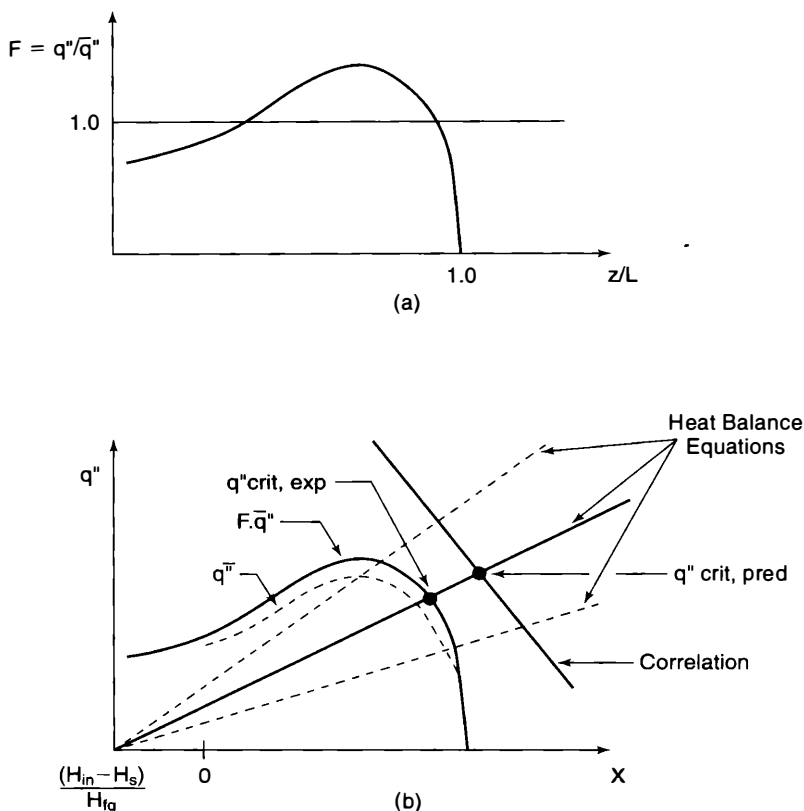 F = q"/q̅"
1.0
1.0
z/L
(a)
Heat Balance
Equations
q"
q"crit, exp
F.q̅"
q̅"
q" crit, pred
Correlation
(Hin−Hs)
Hfg
0
X
(b)